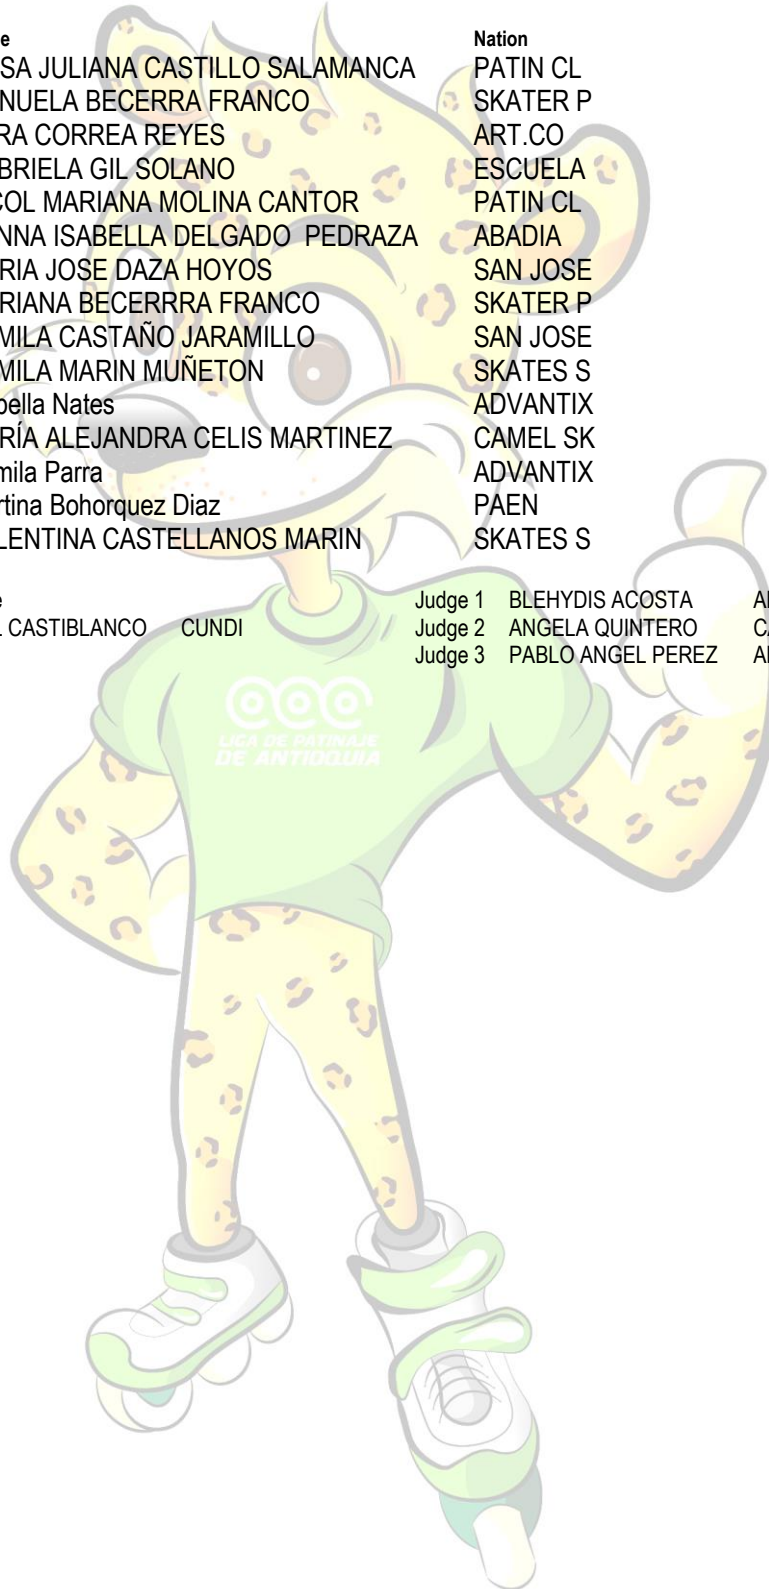 e Nation
SA JULIANA CASTILLO SALAMANCA PATIN CL
NUELA BECERRA FRANCO SKATER P
RA CORREA REYES ART.CO
BRIELA GIL SOLANO ESCUELA
COL MARIANA MOLINA CANTOR PATIN CL
NNA ISABELLA DELGADO PEDRAZA ABADIA
RIA JOSE DAZA HOYOS SAN JOSE
RIANA BECERRRA FRANCO SKATER P
MILA CASTAÑO JARAMILLO SAN JOSE
MILA MARIN MUÑETON SKATES S
bella Nates ADVANTIX
RÍA ALEJANDRA CELIS MARTINEZ CAMEL SK
mila Parra ADVANTIX
rtina Bohorquez Diaz PAEN
LENTINA CASTELLANOS MARIN SKATES S
e Judge 1 BLEHYDIS ACOSTA
L CASTIBLANCO CUNDI Judge 2 ANGELA QUINTERO
Judge 3 PABLO ANGEL PEREZ
LIGA DE PATINAJE
DE ANTIOQUIA